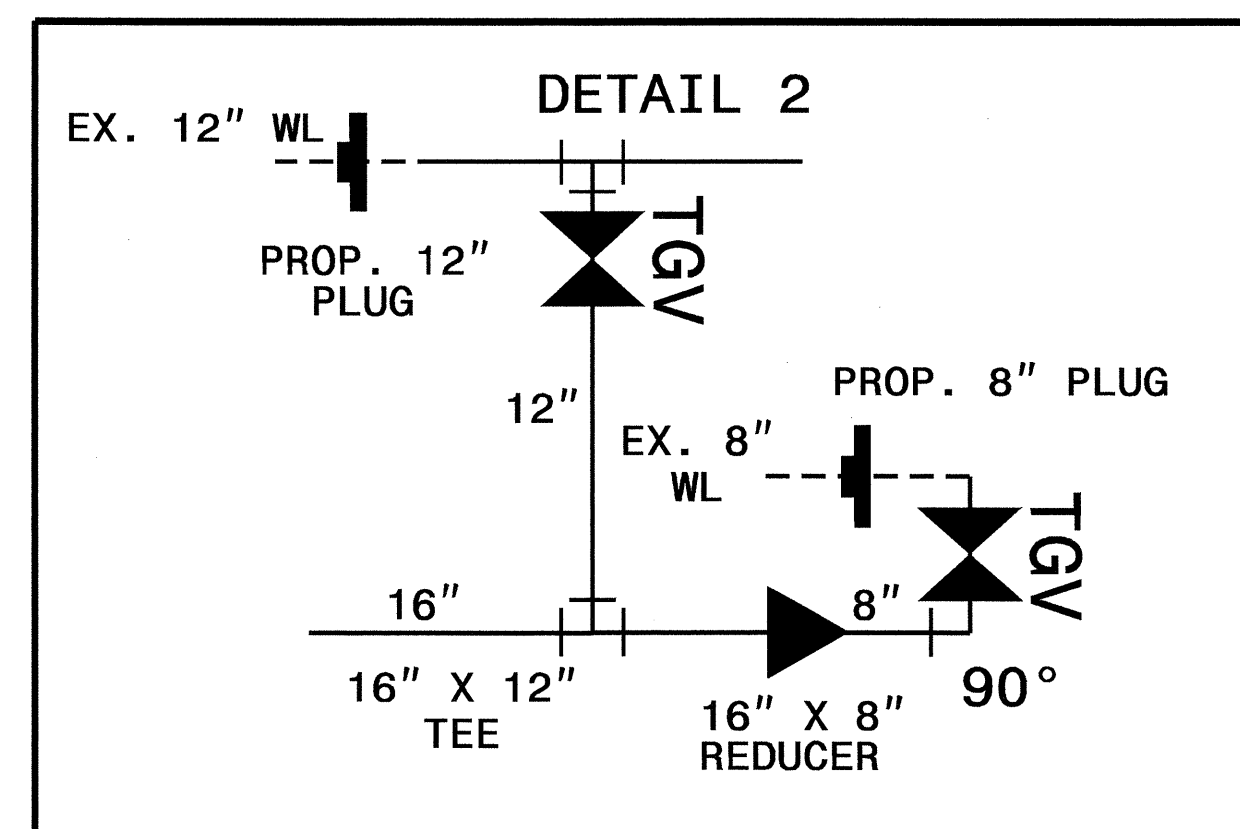 DETAIL 2
EX. 12" WL
TGV
PROP. 12"
PLUG
PROP. 8" PLUG
12"
EX. 8"
WL
TGV
16"
8"
16" X 12"
TEE
90°
16" X 8"
REDUCER